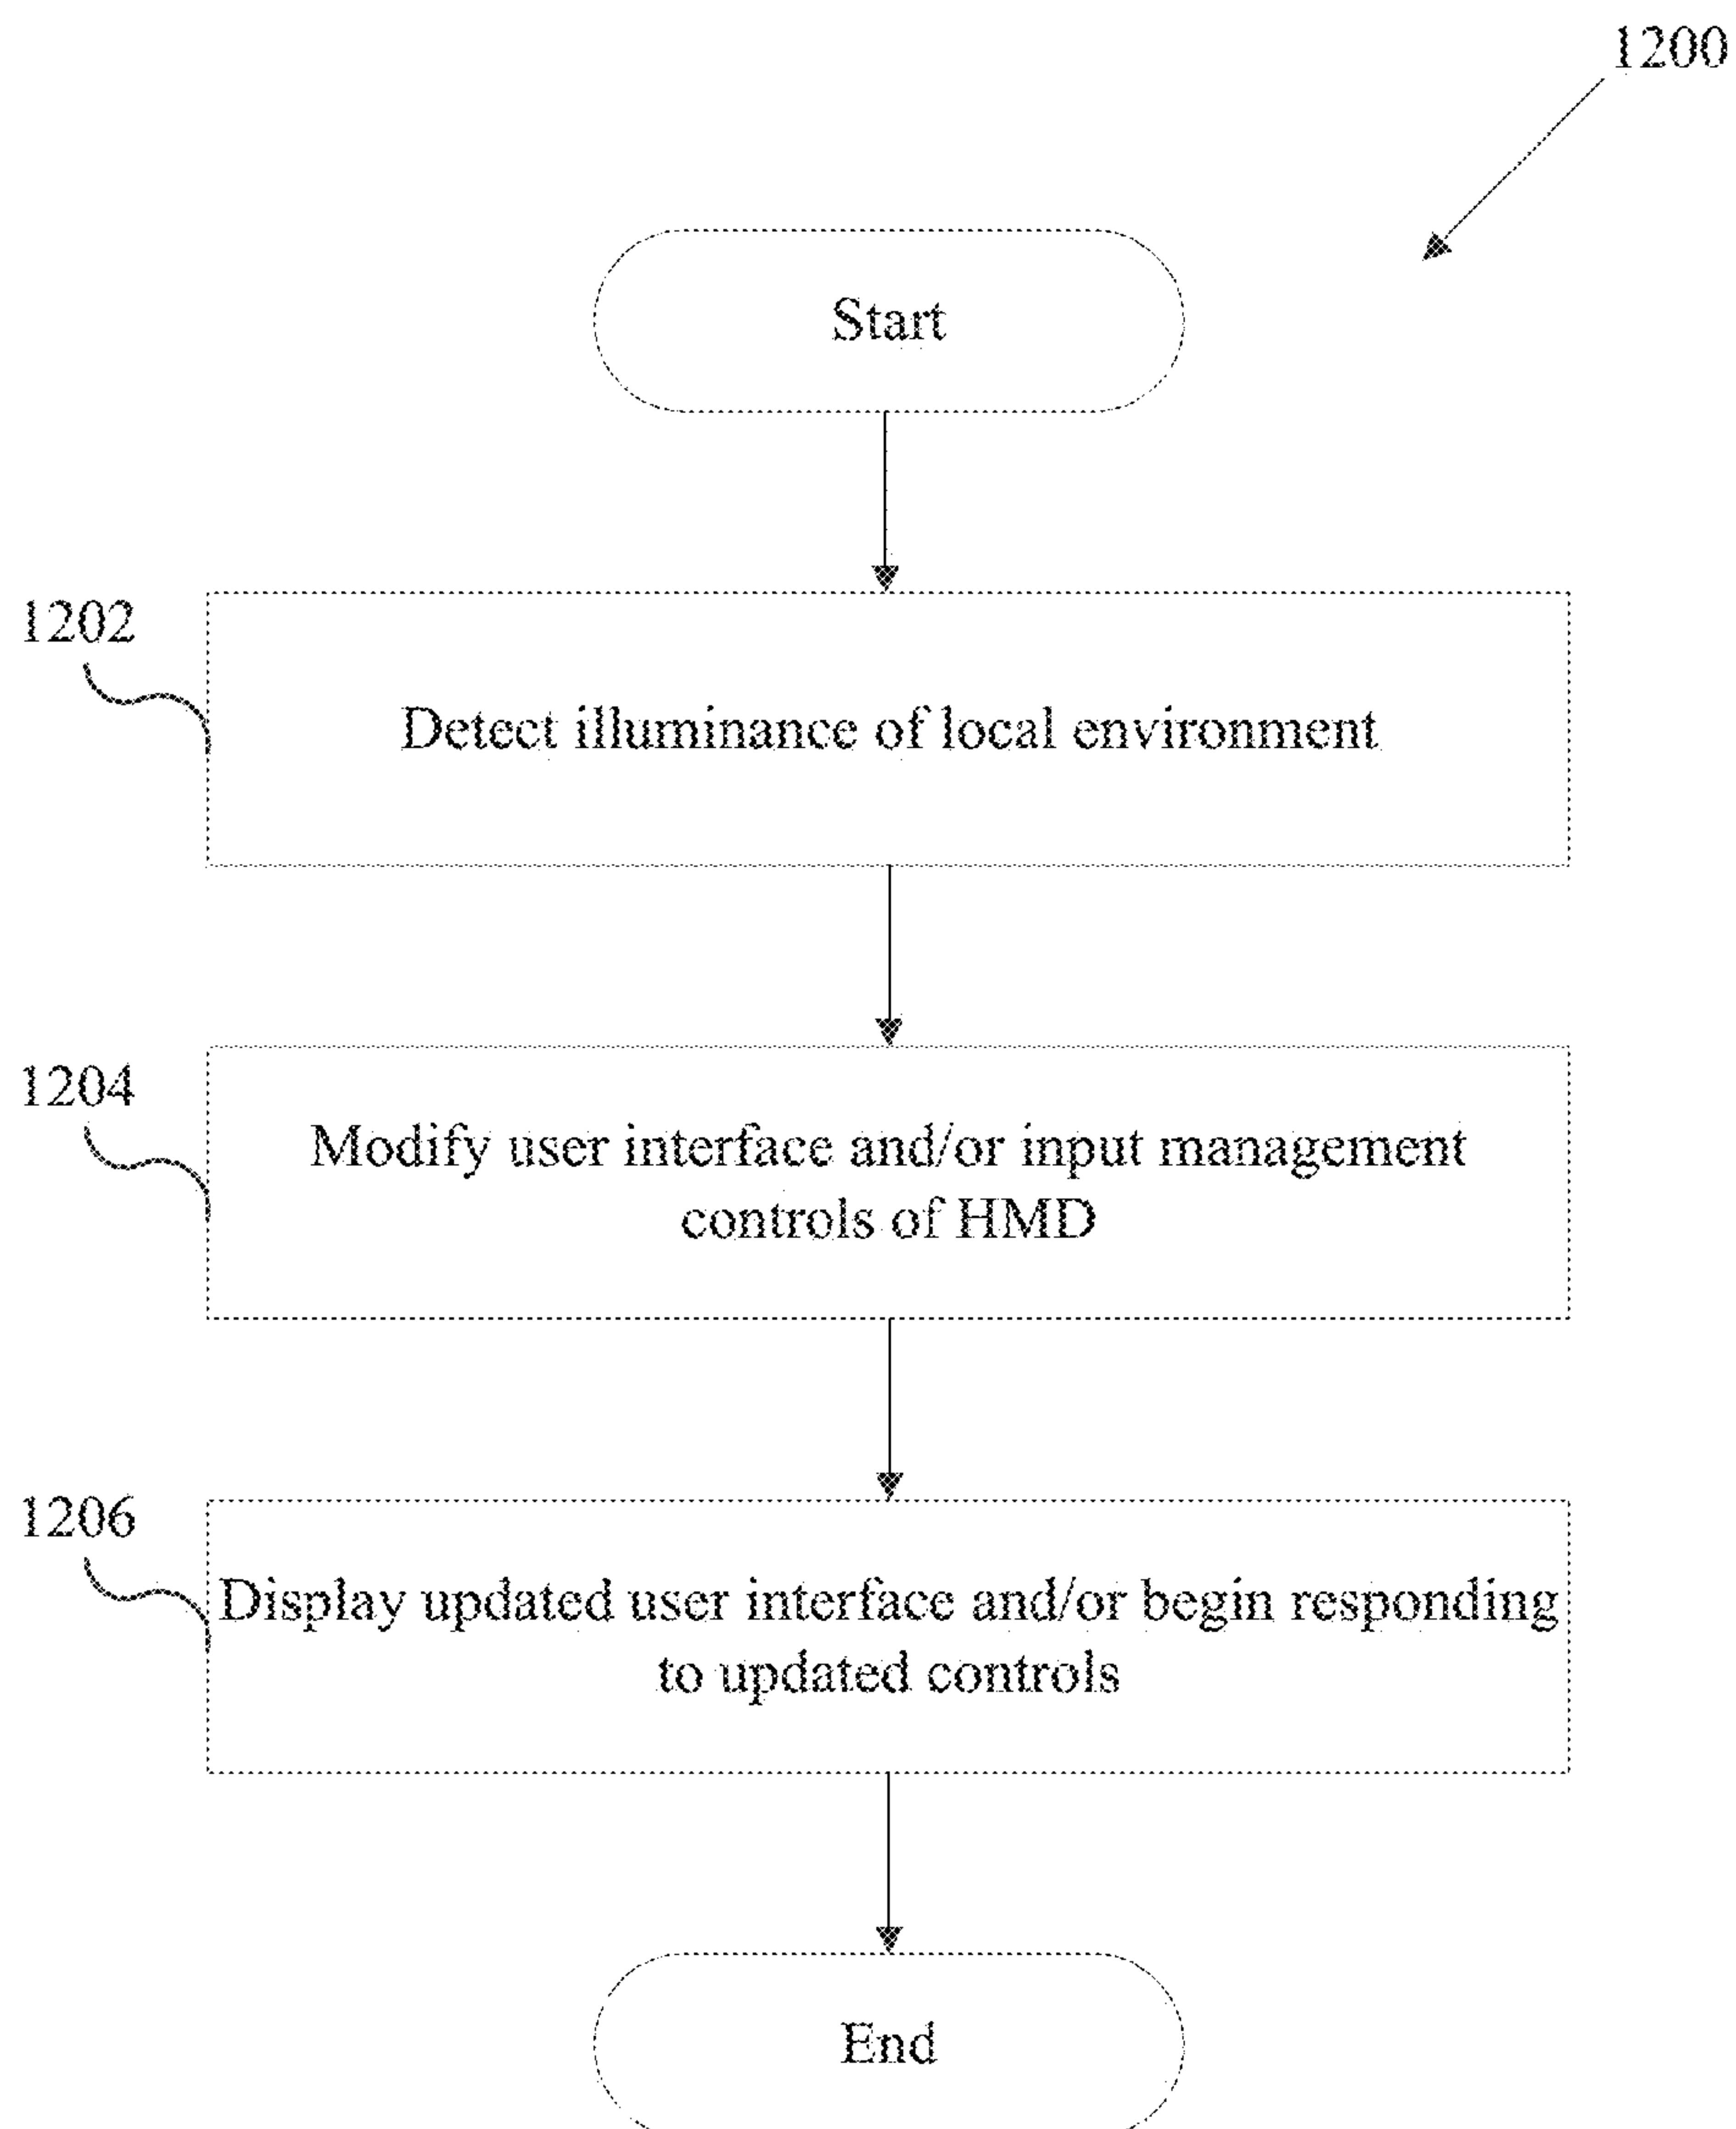 1200
Start
1202
Detect illuminance of local environment
1204
Modify user interface and/or input management
controls of HMD
1206
Display updated user interface and/or begin responding
to updated controls
End